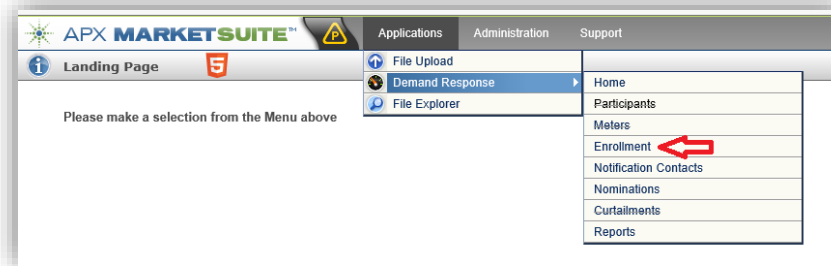 APX MARKETSUITE™ P Applications Administration Support
Landing Page 5
File Upload
Demand Response
File Explorer
Please make a selection from the Menu above
Home
Participants
Meters
Enrollment
Notification Contacts
Nominations
Curtailments
Reports